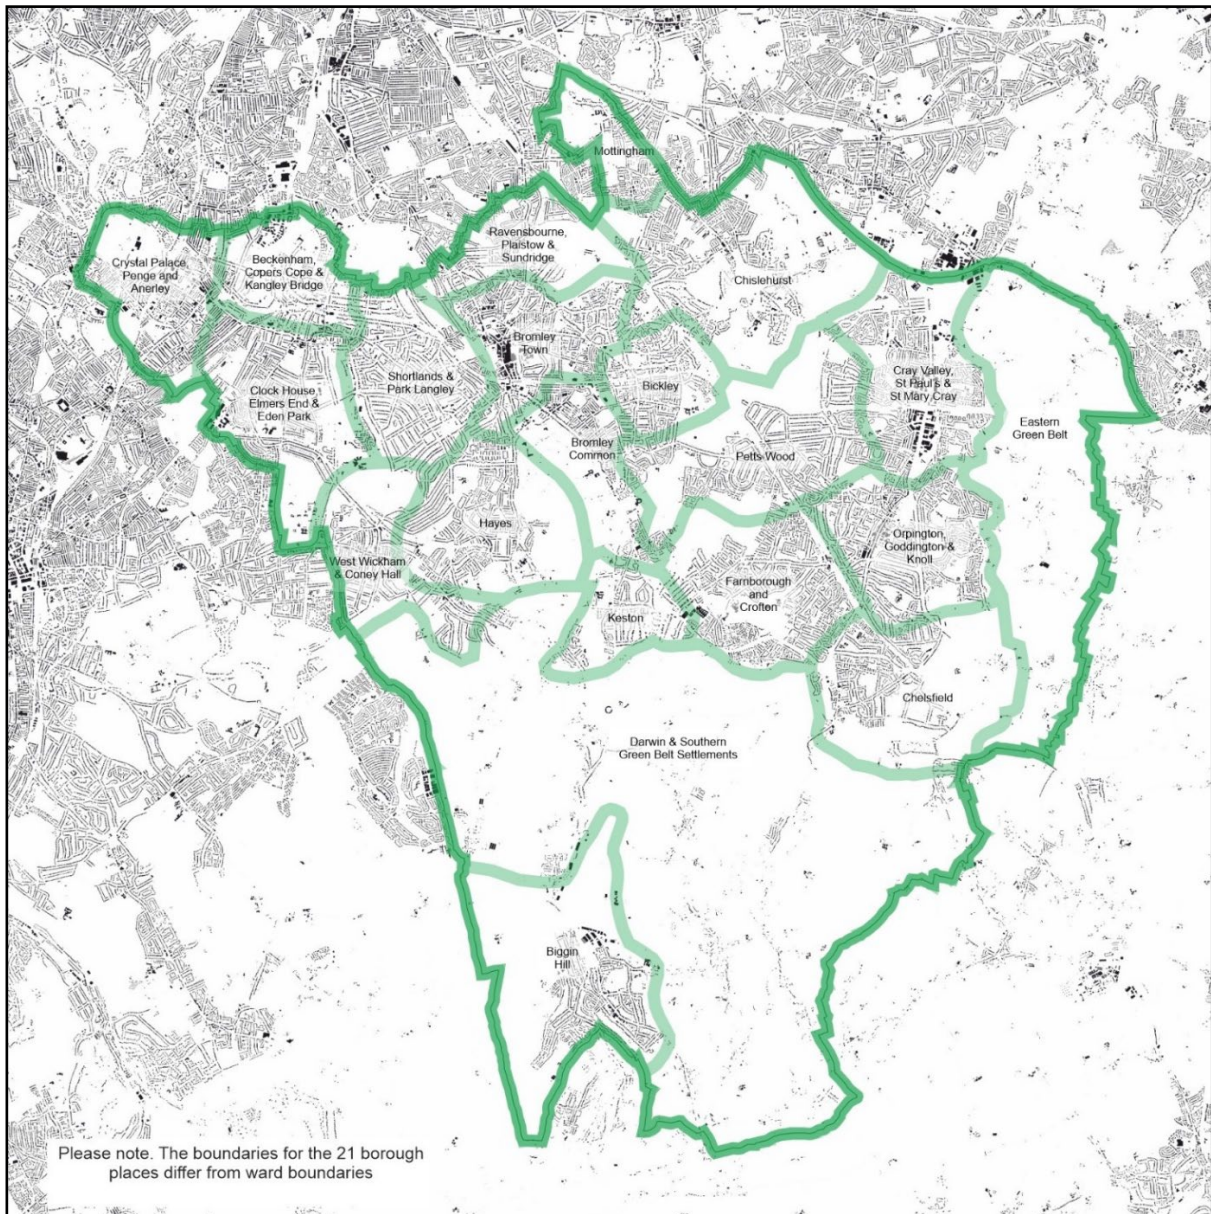 Mottingham
Ravensbourne,
Plaistow &
Sundridge
Crystal Palace,
Penge and
Anerley
Beckenham,
Copers Cope &
Kangley Bridge
Chislehurst
Bromley
Town
Shortlands &
Park Langley
Bickley
Cray Valley,
St Paul's &
St Mary Cray
Clock House,
Elmers End &
Eden Park
Eastern
Green Belt
Bromley
Common
Petts Wood
Hayes
Orpington,
Goddington &
Knoll
West Wickham
& Coney Hall
Farnborough
and
Crofton
Keston
Chelsfield
Darwin & Southern
Green Belt Settlements
Biggin
Hill
Please note. The boundaries for the 21 borough
places differ from ward boundaries